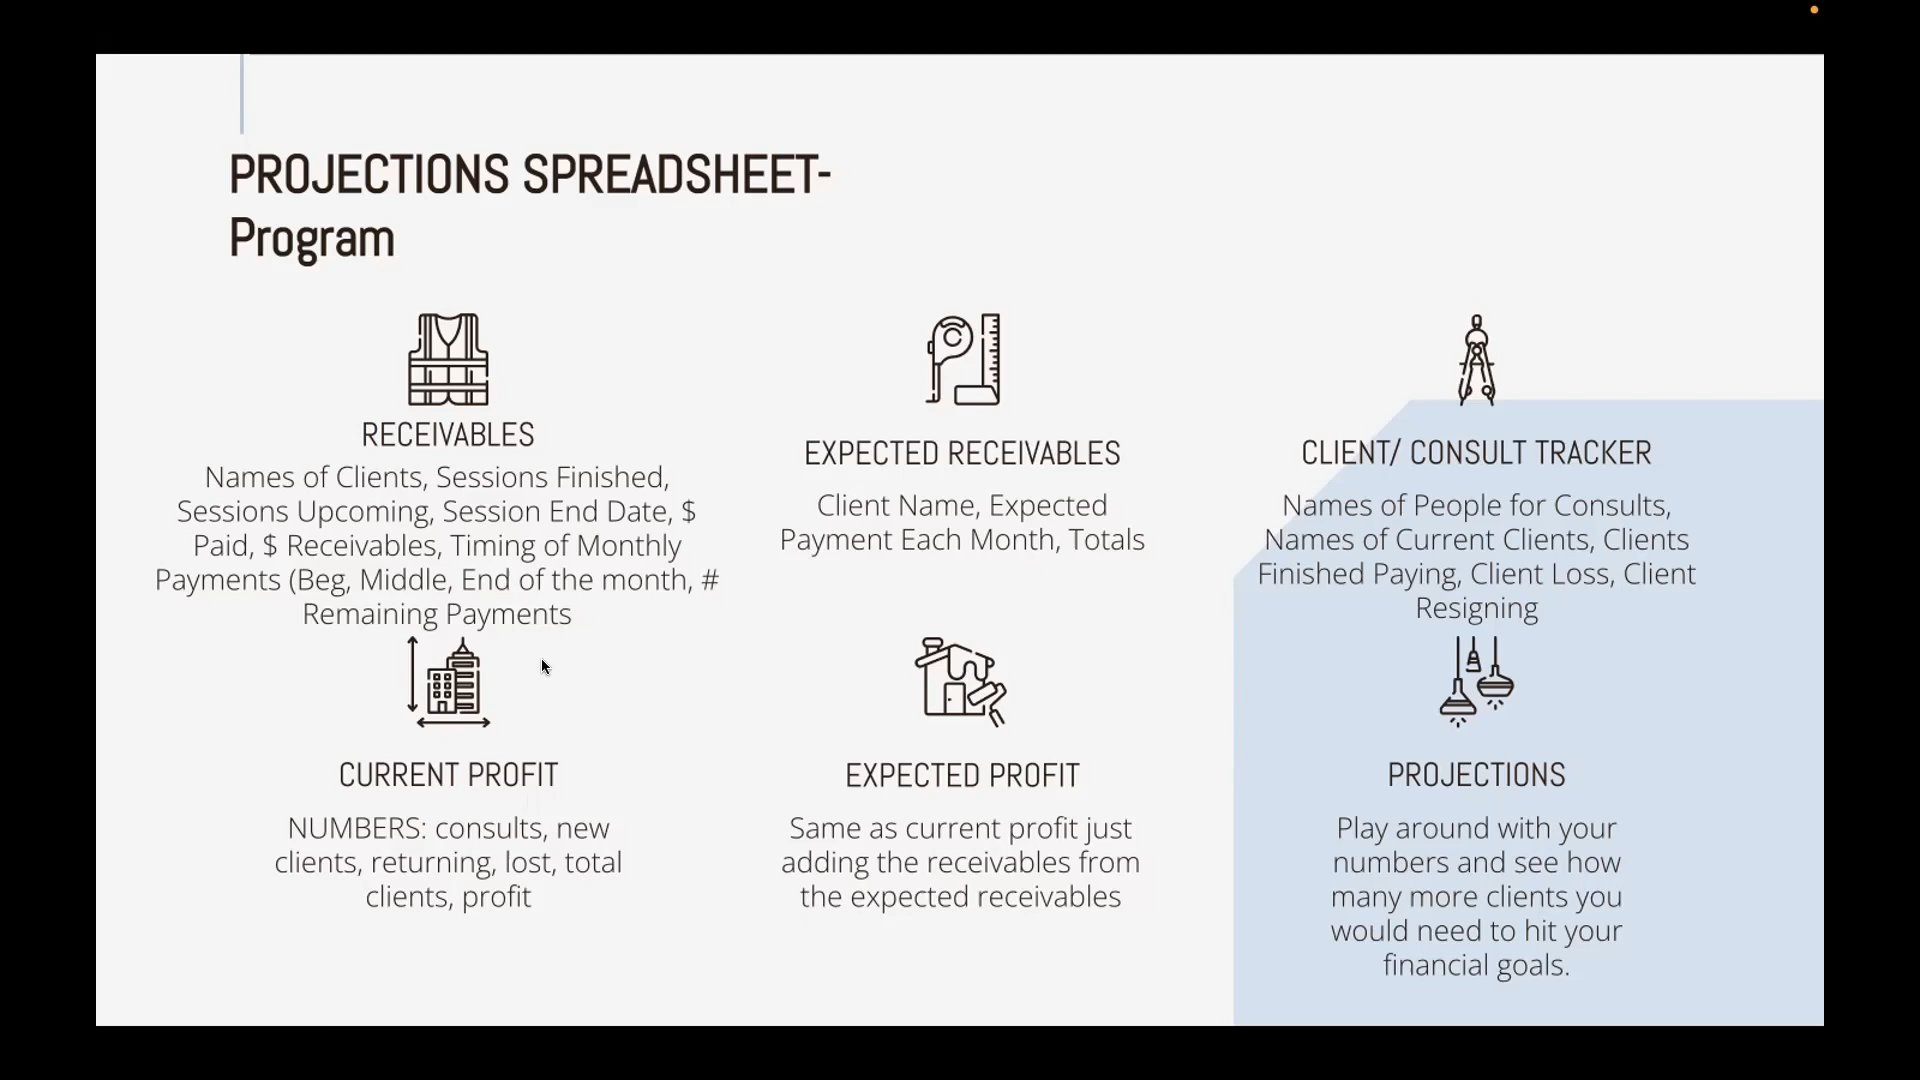 PROJECTIONS SPREADSHEET-
Program
RECEIVABLES
Names of Clients, Sessions Finished,
Sessions Upcoming, Session End Date, $
Paid, $ Receivables, Timing of Monthly
Payments (Beg, Middle, End of the month, #
Remaining Payments
EXPECTED RECEIVABLES
Client Name, Expected
Payment Each Month, Totals
CLIENT/ CONSULT TRACKER
Names of People for Consults,
Names of Current Clients, Clients
Finished Paying, Client Loss, Client
Resigning
CURRENT PROFIT
NUMBERS: consults, new
clients, returning, lost, total
clients, profit
EXPECTED PROFIT
Same as current profit just
adding the receivables from
the expected receivables
PROJECTIONS
Play around with your
numbers and see how
many more clients you
would need to hit your
financial goals.